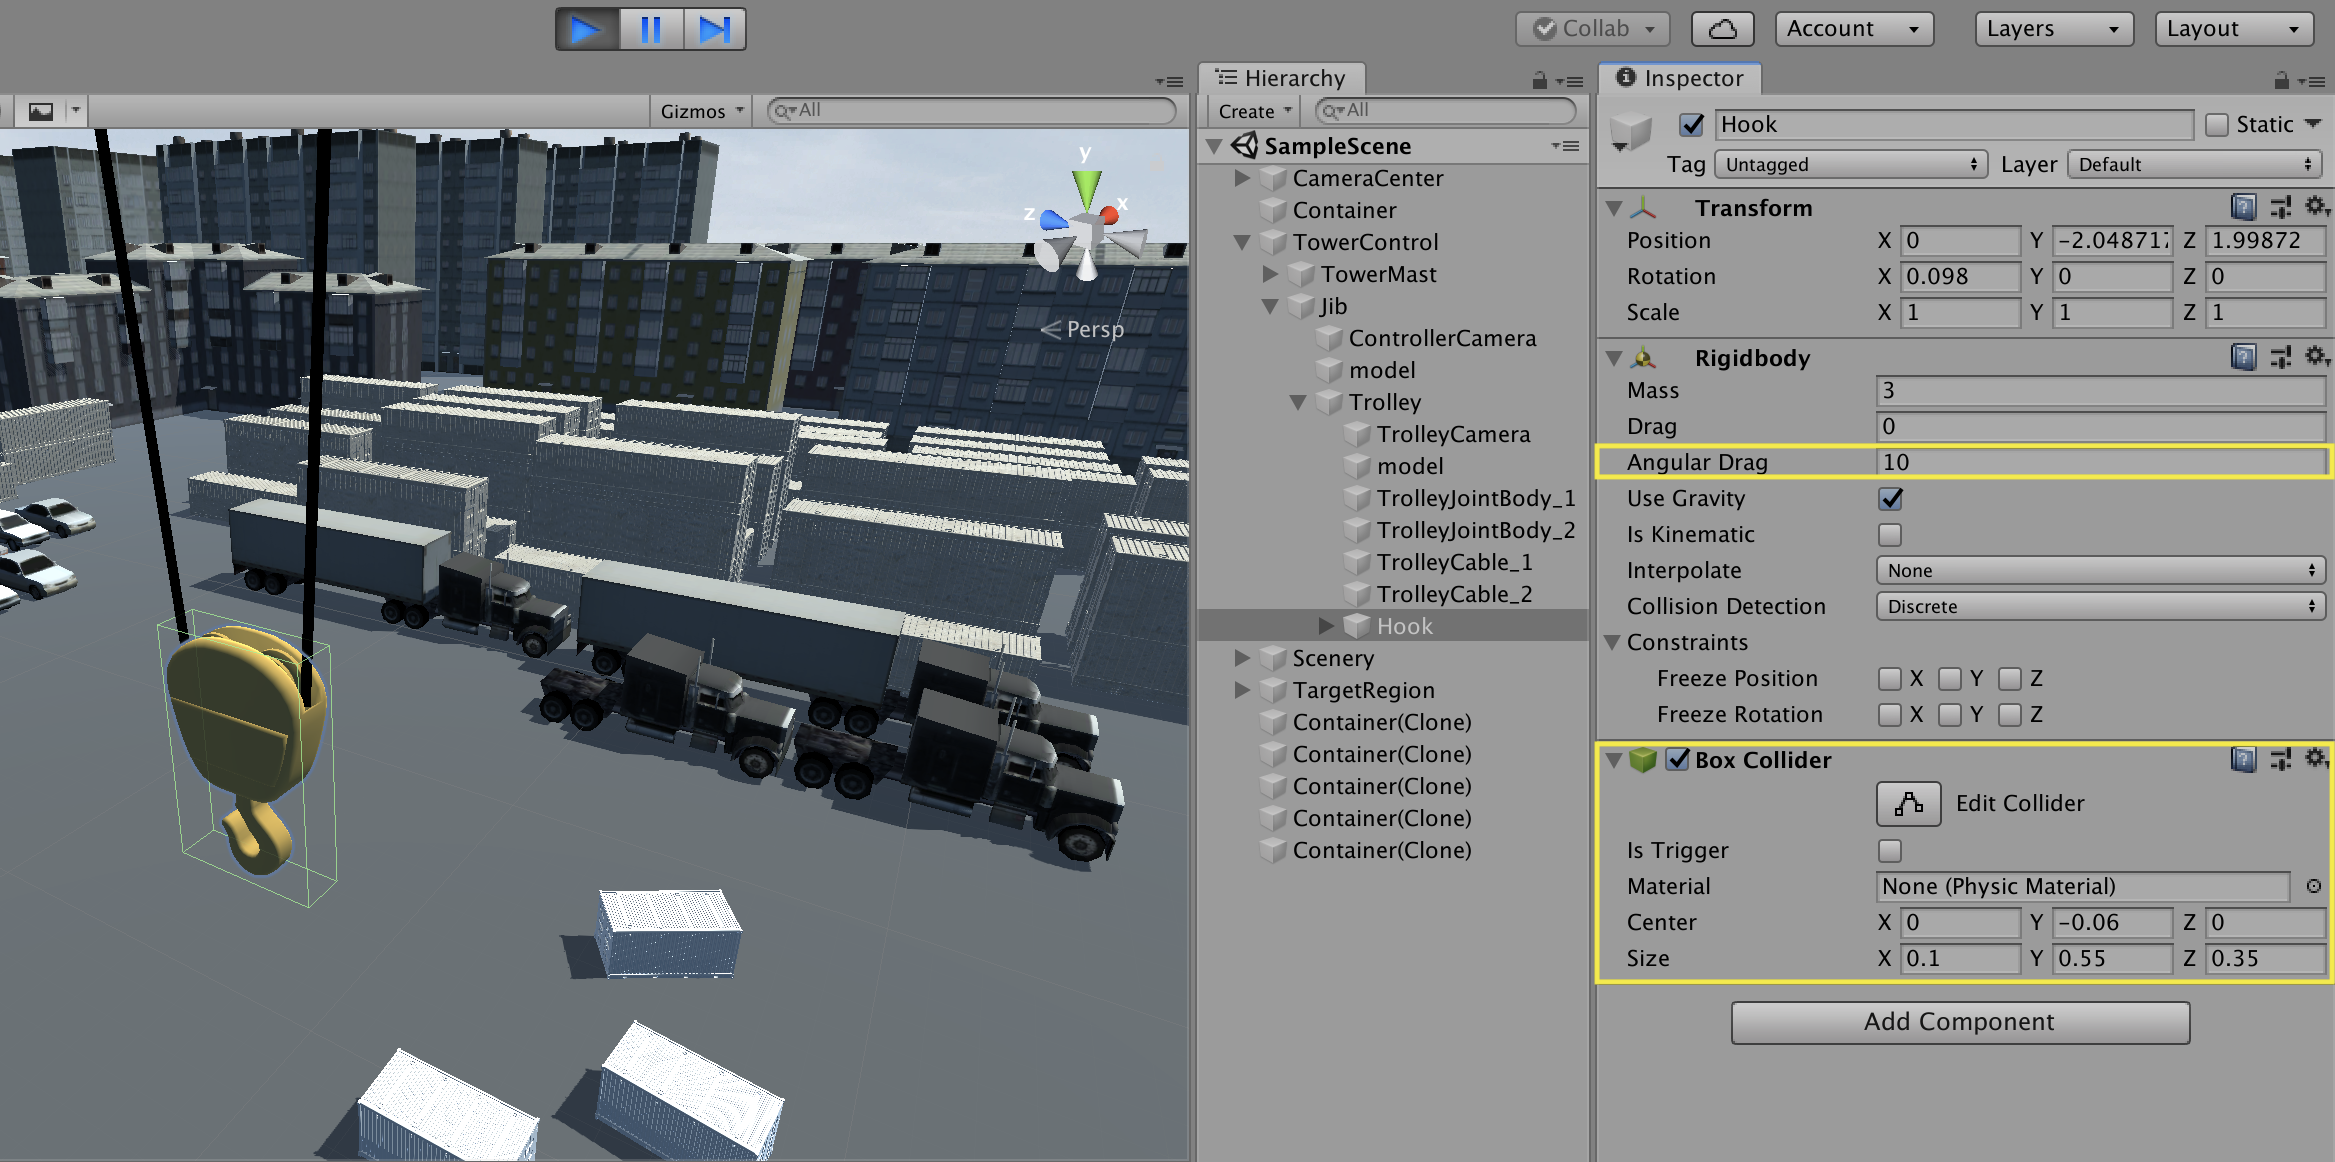 Collab
Account
Layers
Layout
Hierarchy
Inspector
Gizmos
All
Create
All
Hook
Static
Tag
Untagged
Layer
Default
SampleScene
CameraCenter
Container
TowerControl
TowerMast
Jib
ControllerCamera
model
Trolley
TrolleyCamera
model
TrolleyJointBody_1
TrolleyJointBody_2
TrolleyCable_1
TrolleyCable_2
Hook
Scenery
TargetRegion
Container(Clone)
Container(Clone)
Container(Clone)
Container(Clone)
Container(Clone)
y
x
z
Persp
Transform
Position X 0 Y -2.048717 Z 1.99872
Rotation X 0.098 Y 0 Z 0
Scale X 1 Y 1 Z 1
Rigidbody
Mass 3
Drag 0
Angular Drag 10
Use Gravity
Is Kinematic
Interpolate None
Collision Detection Discrete
Constraints
Freeze Position X Y Z
Freeze Rotation X Y Z
Box Collider
Edit Collider
Is Trigger
Material None (Physic Material)
Center X 0 Y -0.06 Z 0
Size X 0.1 Y 0.55 Z 0.35
Add Component